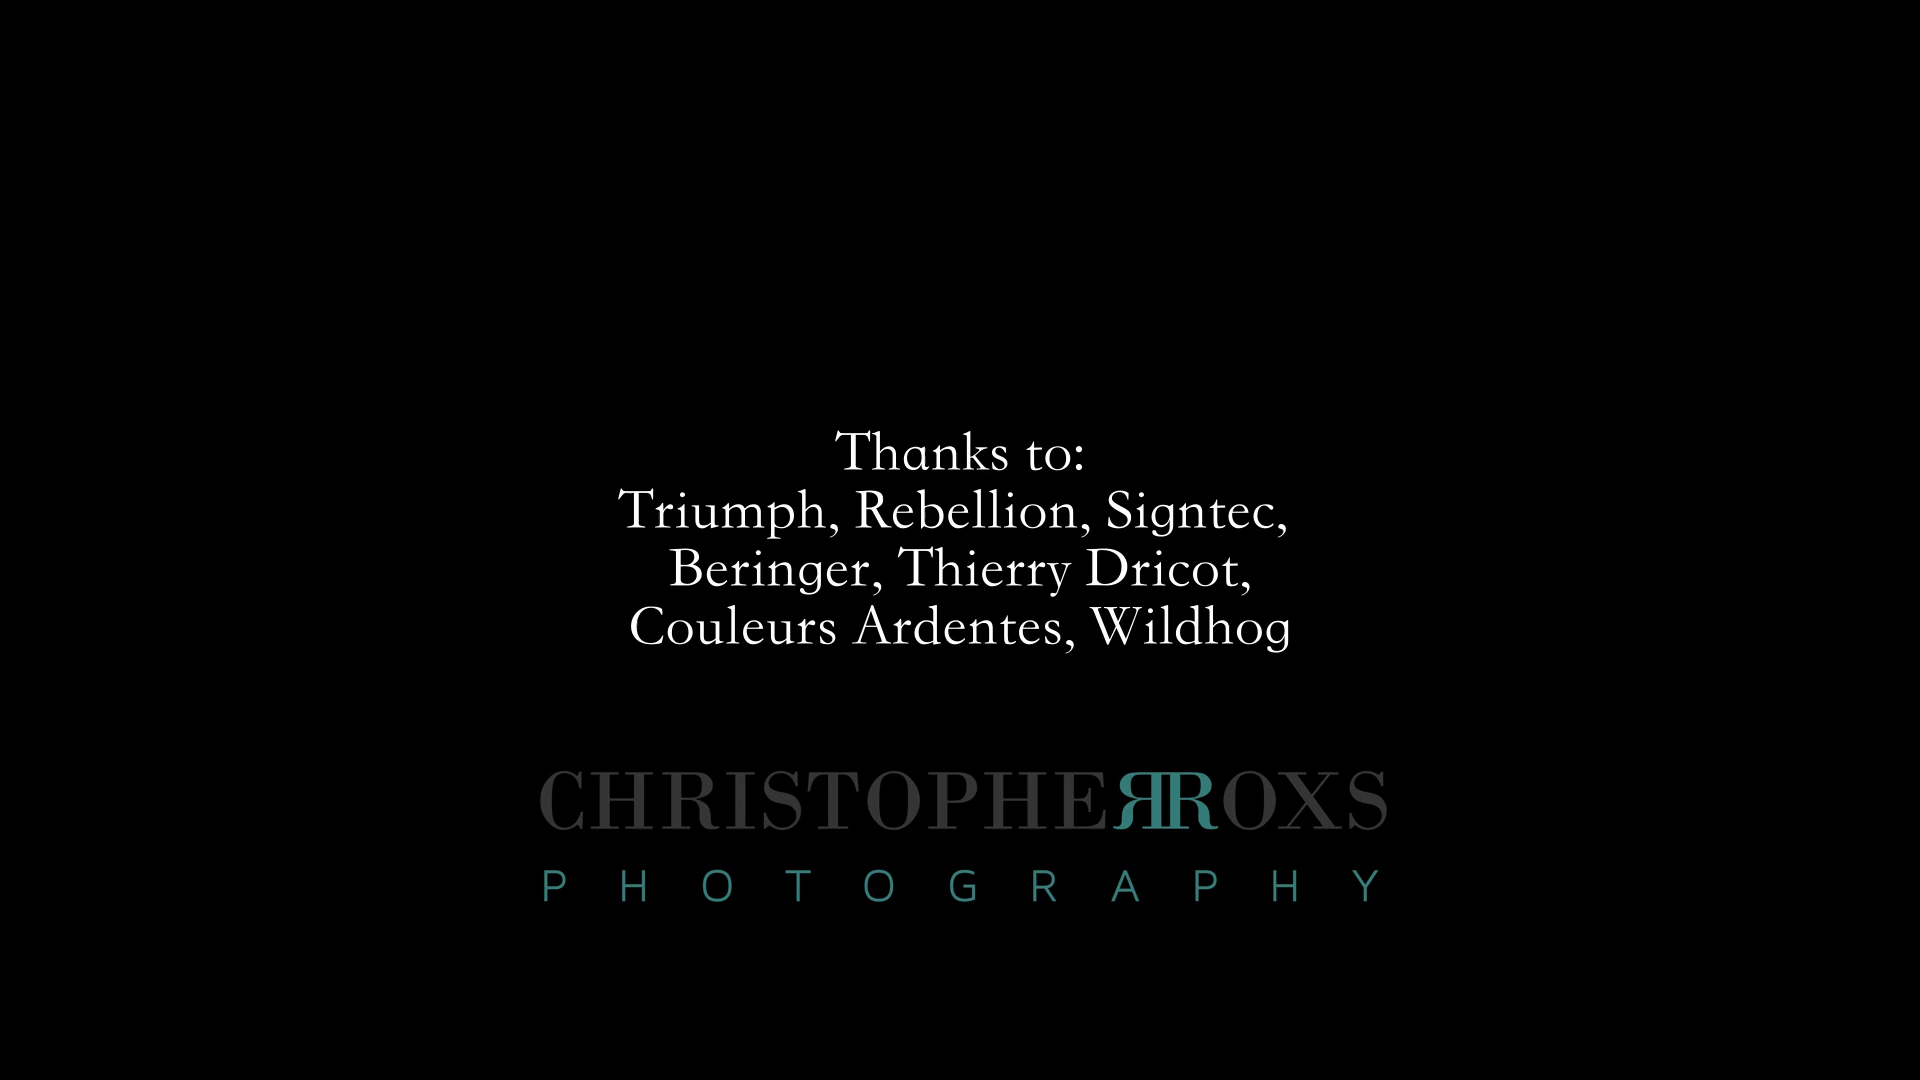 Thanks to:
Triumph, Rebellion, Signtec,
Beringer, Thierry Dricot,
Couleurs Ardentes, Wildhog
CHRISTOPHERROXS
PHOTOGRAPHY